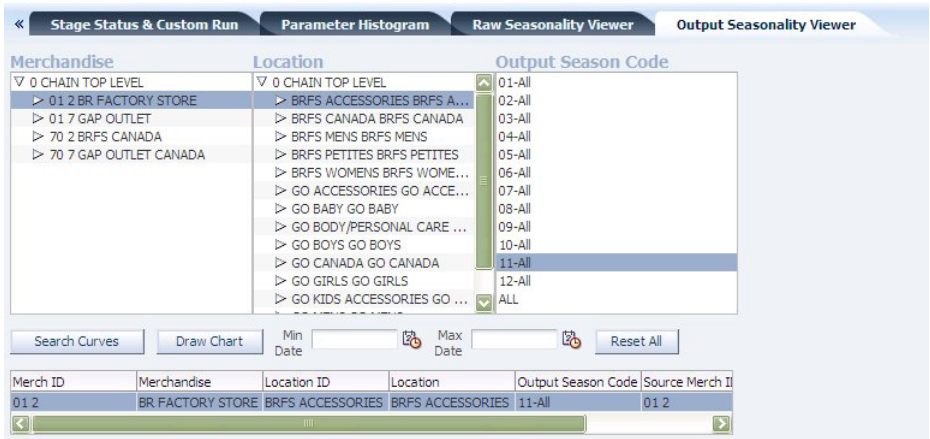 « Stage Status & Custom Run Parameter Histogram Raw Seasonality Viewer Output Seasonality Viewer
Merchandise
0 CHAIN TOP LEVEL
01 2 BR FACTORY STORE
01 7 GAP OUTLET
70 2 BRFS CANADA
70 7 GAP OUTLET CANADA
Location
0 CHAIN TOP LEVEL
BRFS ACCESSORIES BRFS A...
BRFS CANADA BRFS CANADA
BRFS MENS BRFS MENS
BRFS PETITES BRFS PETITES
BRFS WOMENS BRFS WOME...
GO ACCESSORIES GO ACCE...
GO BABY GO BABY
GO BODY/PERSONAL CARE ...
GO BOYS GO BOYS
GO CANADA GO CANADA
GO GIRLS GO GIRLS
GO KIDS ACCESSORIES GO ...
Output Season Code
01-All
02-All
03-All
04-All
05-All
06-All
07-All
08-All
09-All
10-All
11-All
12-All
ALL
Search Curves Draw Chart Min Date Max Date Reset All
Merch ID Merchandise Location ID Location Output Season Code Source Merch
01 2 BR FACTORY STORE BRFS ACCESSORIES BRFS ACCESSORIES 11-All 01 2